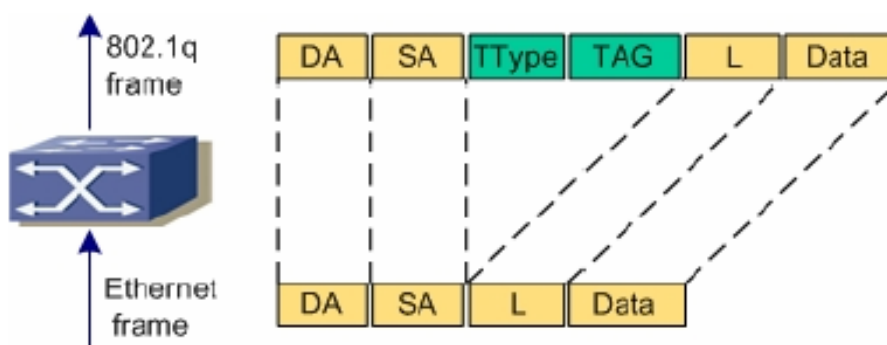 802.1q
frame
DA SA TType TAG L Data
Ethernet
frame
DA SA L Data